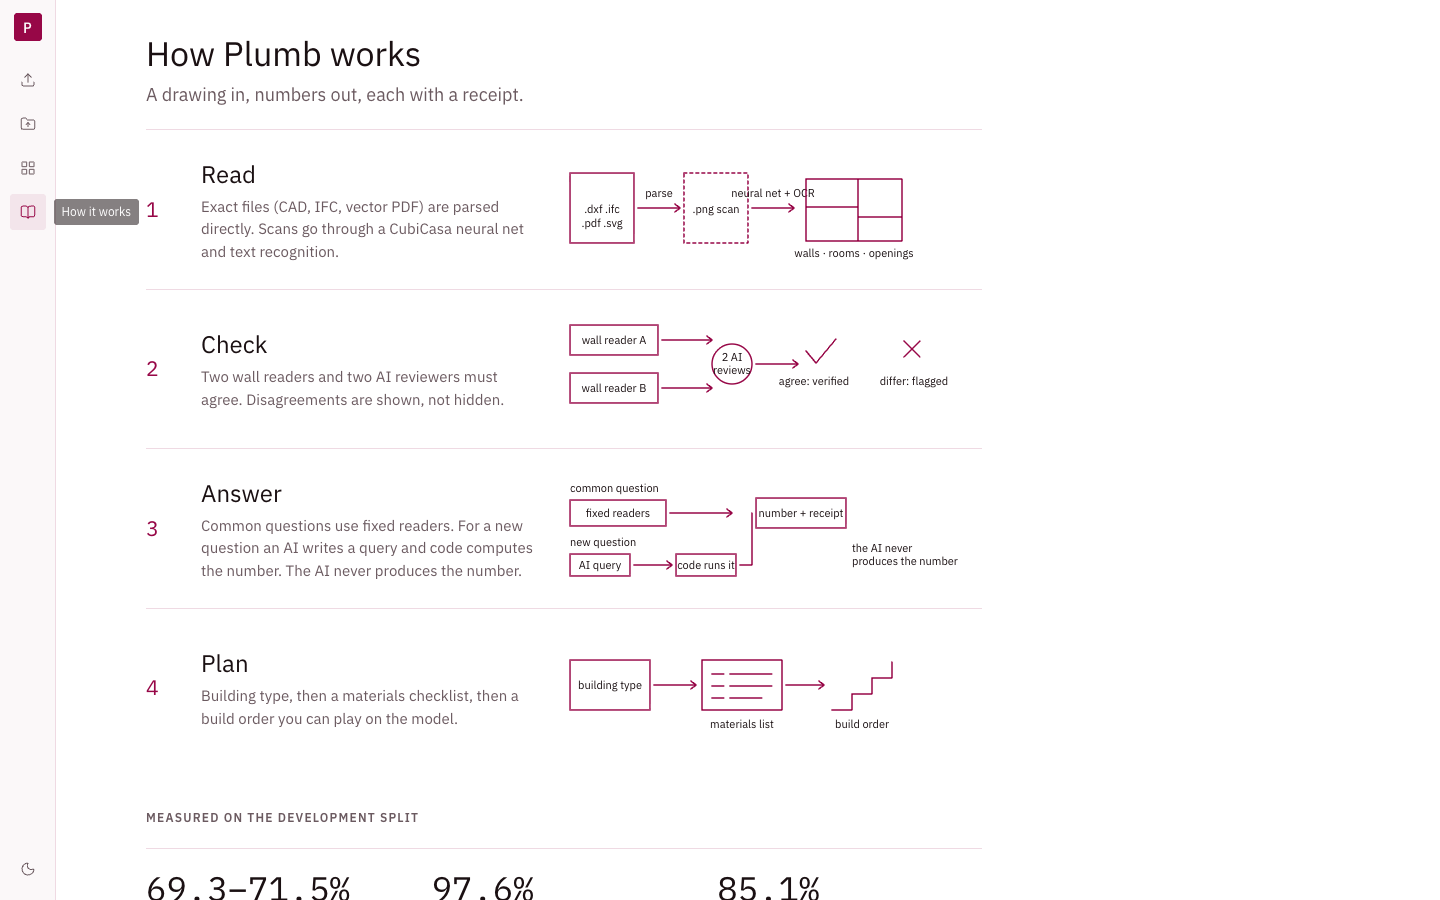 P
How Plumb works
A drawing in, numbers out, each with a receipt.
How it works
1
Read
Exact files (CAD, IFC, vector PDF) are parsed
directly. Scans go through a CubiCasa neural net
and text recognition.
.dxf .ifc
.pdf .svg
parse
.png scan
neural net + OCR
walls · rooms · openings
2
Check
Two wall readers and two AI reviewers must
agree. Disagreements are shown, not hidden.
wall reader A
wall reader B
2 AI
reviews
agree: verified
differ: flagged
3
Answer
Common questions use fixed readers. For a new
question an AI writes a query and code computes
the number. The AI never produces the number.
common question
fixed readers
number + receipt
new question
AI query
code runs it
the AI never
produces the number
4
Plan
Building type, then a materials checklist, then a
build order you can play on the model.
building type
materials list
build order
MEASURED ON THE DEVELOPMENT SPLIT
69.3–71.5%
97.6%
85.1%